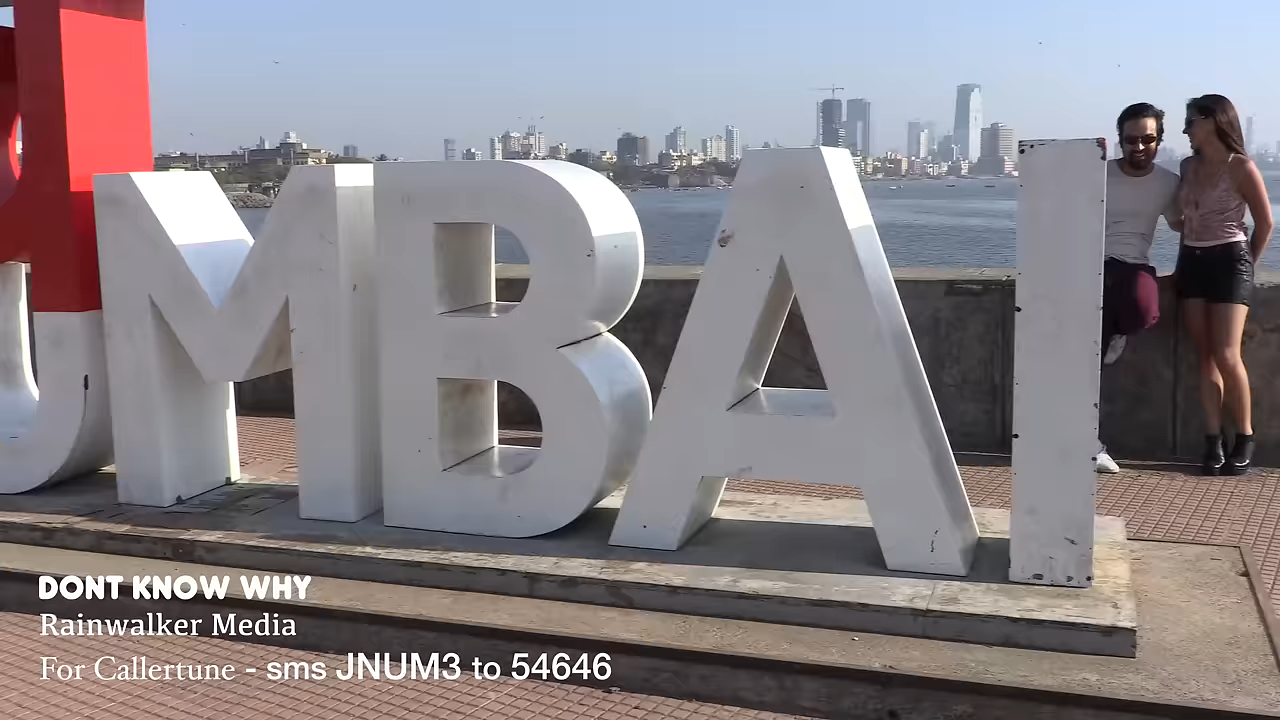 UMBAI
DONT KNOW WHY
Rainwalker Media
For Callertune - sms JNUM3 to 54646